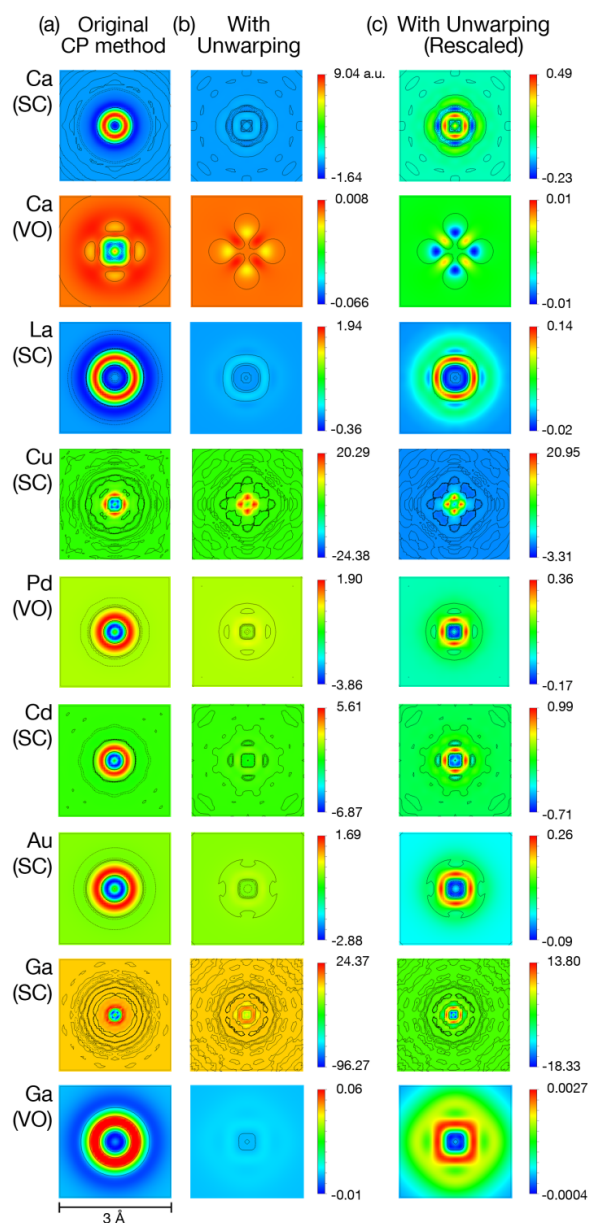 (a) Original (b) With (c) With Unwarping
CP method Unwarping (Rescaled)
Ca 9.04 a.u. 0.49
(SC)
-1.64 -0.23
Ca 0.008 0.01
(VO)
-0.066 -0.01
La 1.94 0.14
(SC)
-0.36 -0.02
Cu 20.29 20.95
(SC)
-24.38 -3.31
Pd 1.90 0.36
(VO)
-3.86 -0.17
Cd 5.61 0.99
(SC)
-6.87 -0.71
Au 1.69 0.26
(SC)
-2.88 -0.09
Ga 24.37 13.80
(SC)
-96.27 -18.33
Ga 0.06 0.0027
(VO)
-0.01 -0.0004
3 Å